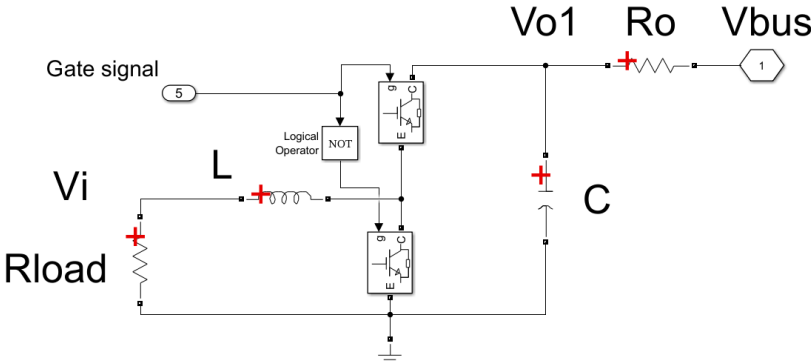 Vo1 Ro Vbus
Gate signal
5
1
g C
E
Logical
Operator
NOT
L
Vi
g C
E
C
Rload